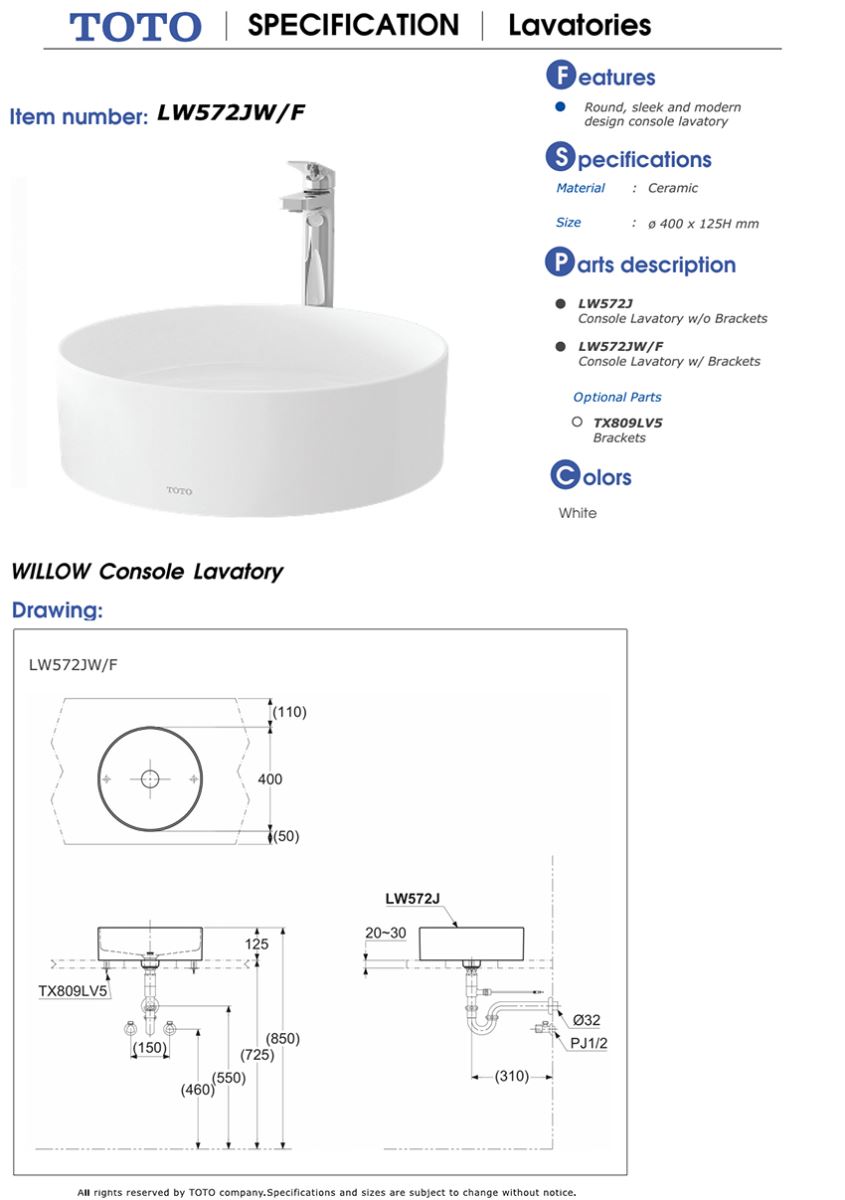 TOTO | SPECIFICATION | Lavatories
Item number: LW572JW/F
TOTO
Features
Round, sleek and modern
design console lavatory
Specifications
Material : Ceramic
Size : ø 400 x 125H mm
Parts description
LW572J
Console Lavatory w/o Brackets
LW572JW/F
Console Lavatory w/ Brackets
Optional Parts
TX809LV5
Brackets
Colors
White
WILLOW Console Lavatory
Drawing:
LW572JW/F
(110)
400
(50)
125
TX809LV5
(150)
(460)
(550)
(725)
(850)
LW572J
20~30
Ø32
PJ1/2
(310)
All rights reserved by TOTO company.Specifications and sizes are subject to change without notice.